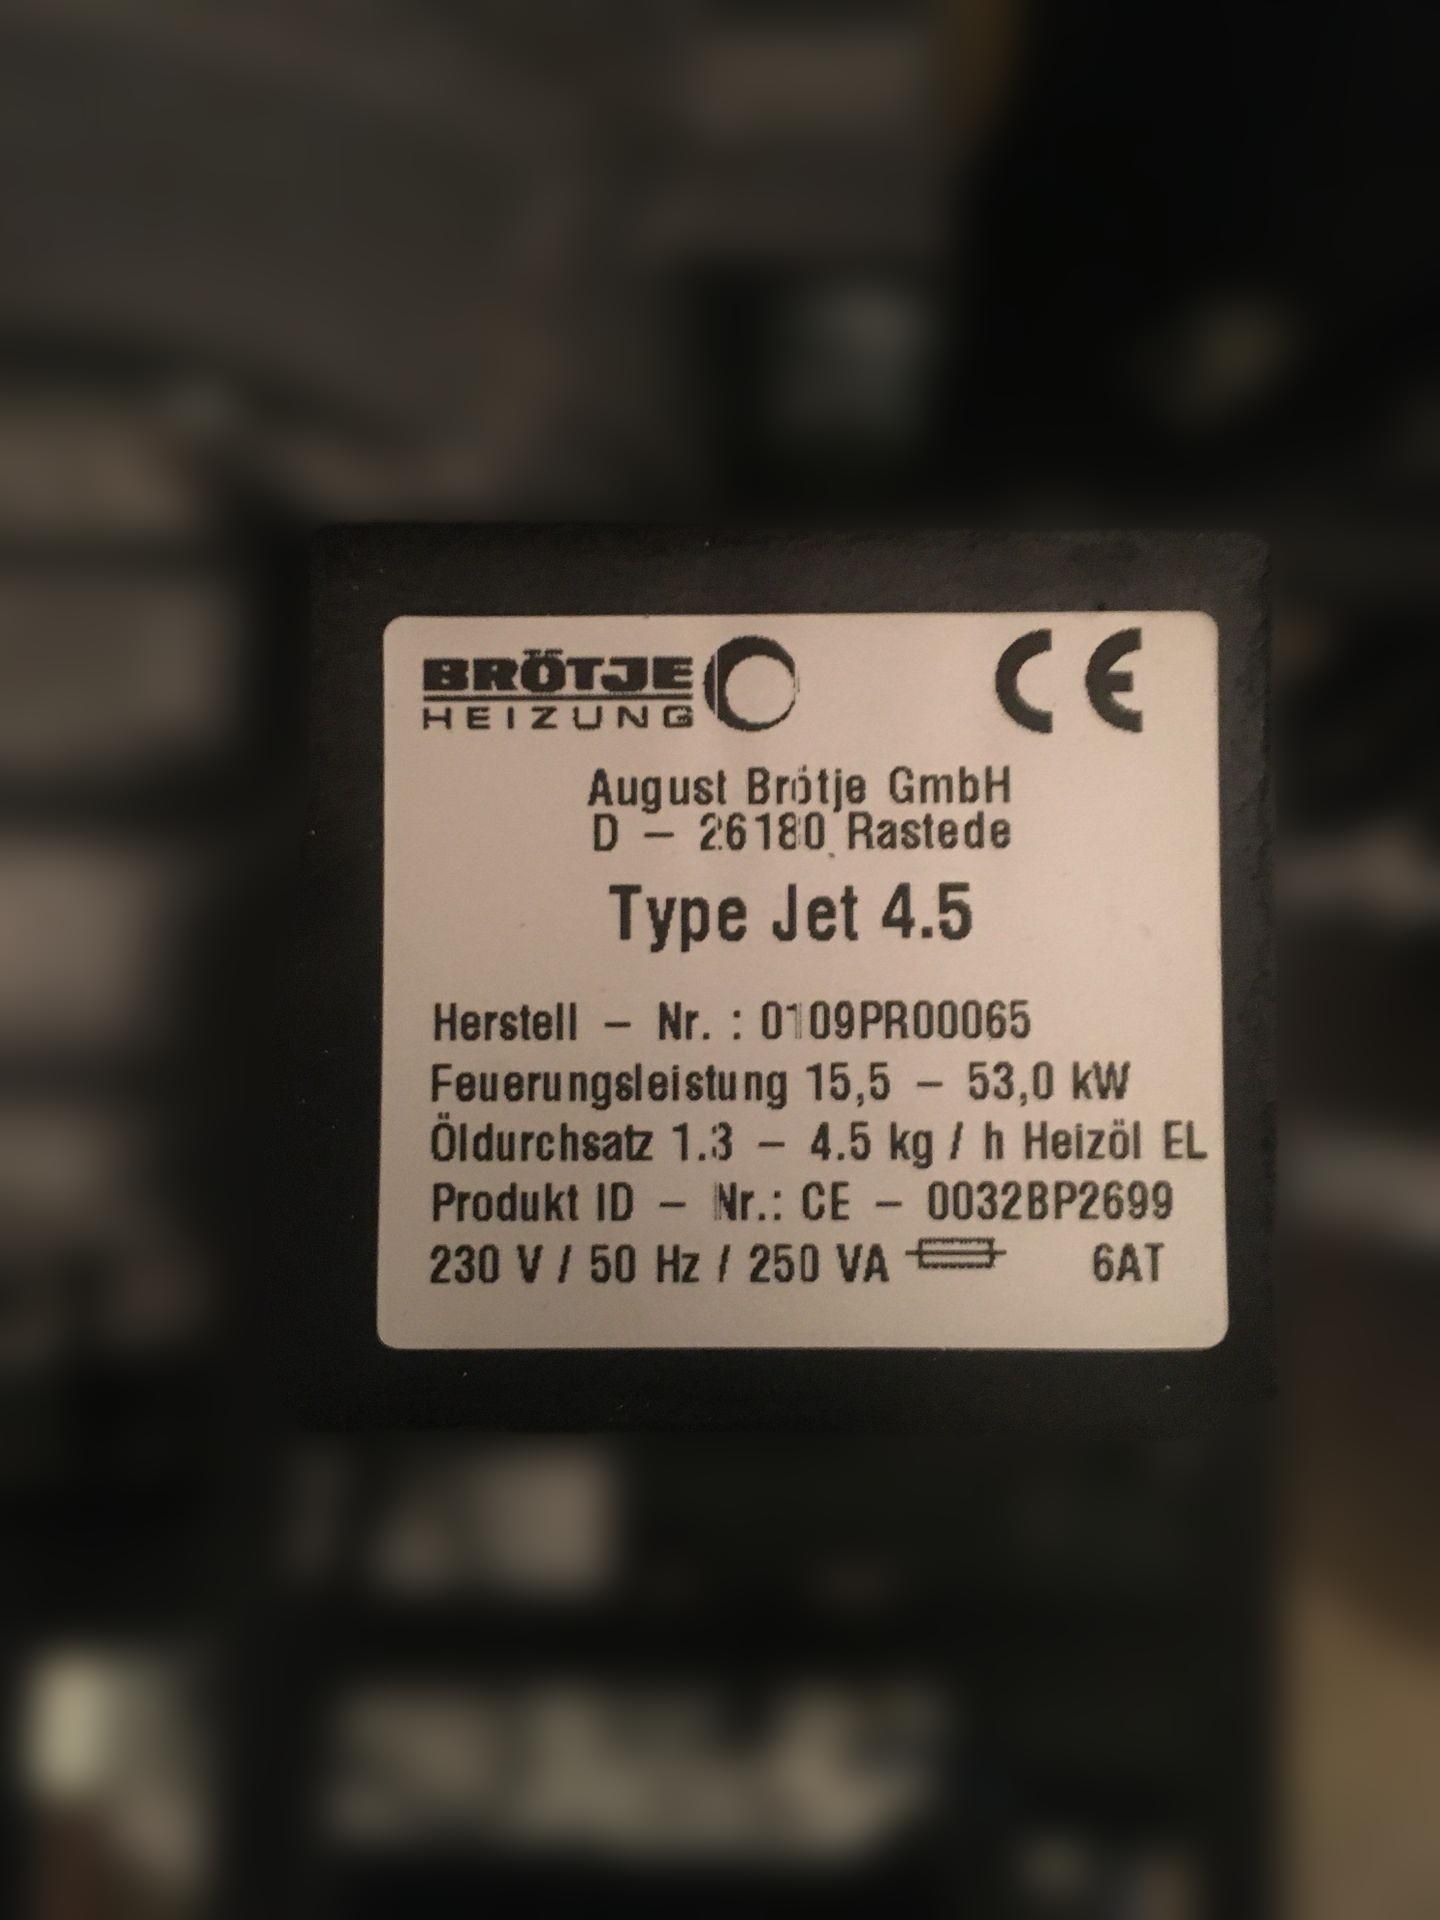 BRÖTJE
HEIZUNG
CE
August Brötje GmbH
D – 26180 Rastede
Type Jet 4.5
Herstell – Nr. : 0109PR00065
Feuerungsleistung 15,5 – 53,0 kW
Öldurchsatz 1.3 – 4.5 kg / h Heizöl EL
Produkt ID – Nr.: CE – 0032BP2699
230 V / 50 Hz / 250 VA 6AT